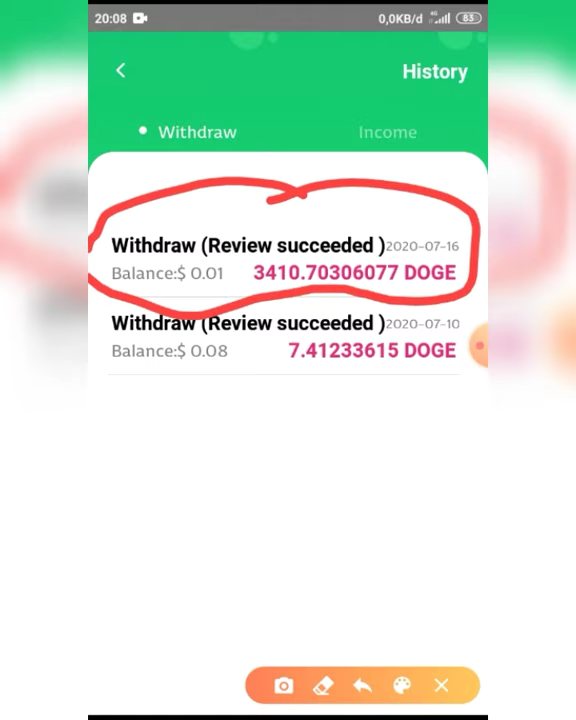 20:08 0,0KB/d 4G 83
History
Withdraw Income
Withdraw (Review succeeded )2020-07-16
Balance:$ 0.01 3410.70306077 DOGE
Withdraw (Review succeeded )2020-07-10
Balance:$ 0.08 7.41233615 DOGE